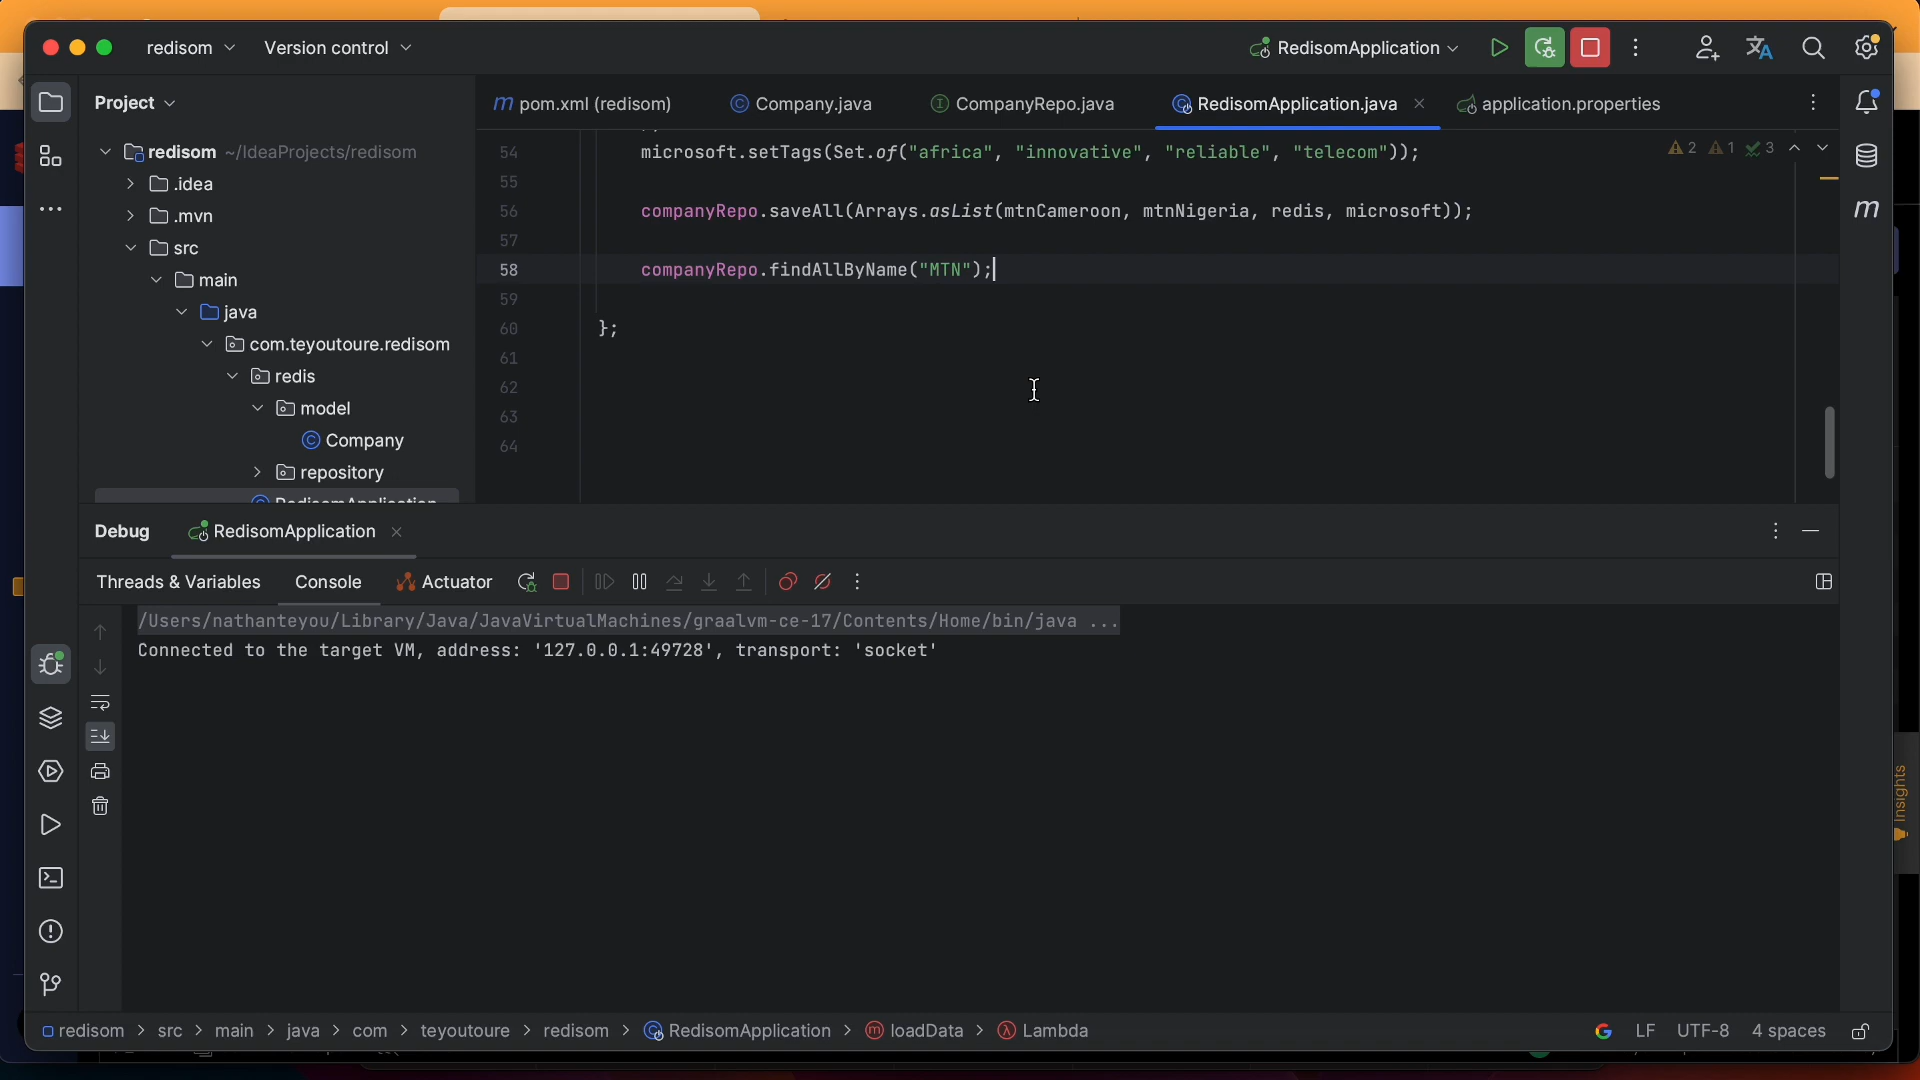 redisom
Version control
RedisomApplication
Project
pom.xml (redisom)
Company.java
CompanyRepo.java
RedisomApplication.java
application.properties
redisom ~/IdeaProjects/redisom
.idea
.mvn
src
main
java
com.teyoutoure.redisom
redis
model
Company
repository
RedisomApplication
54 microsoft.setTags(Set.of("africa", "innovative", "reliable", "telecom"));
55
56 companyRepo.saveAll(Arrays.asList(mtnCameroon, mtnNigeria, redis, microsoft));
57
58 companyRepo.findAllByName("MTN");
59
60 };
61
62
63
64
2 1 3
Debug
RedisomApplication
Threads & Variables
Console
Actuator
/Users/nathanteyou/Library/Java/JavaVirtualMachines/graalvm-ce-17/Contents/Home/bin/java ...
Connected to the target VM, address: '127.0.0.1:49728', transport: 'socket'
Insights
redisom > src > main > java > com > teyoutoure > redisom > RedisomApplication > loadData > Lambda
LF UTF-8 4 spaces